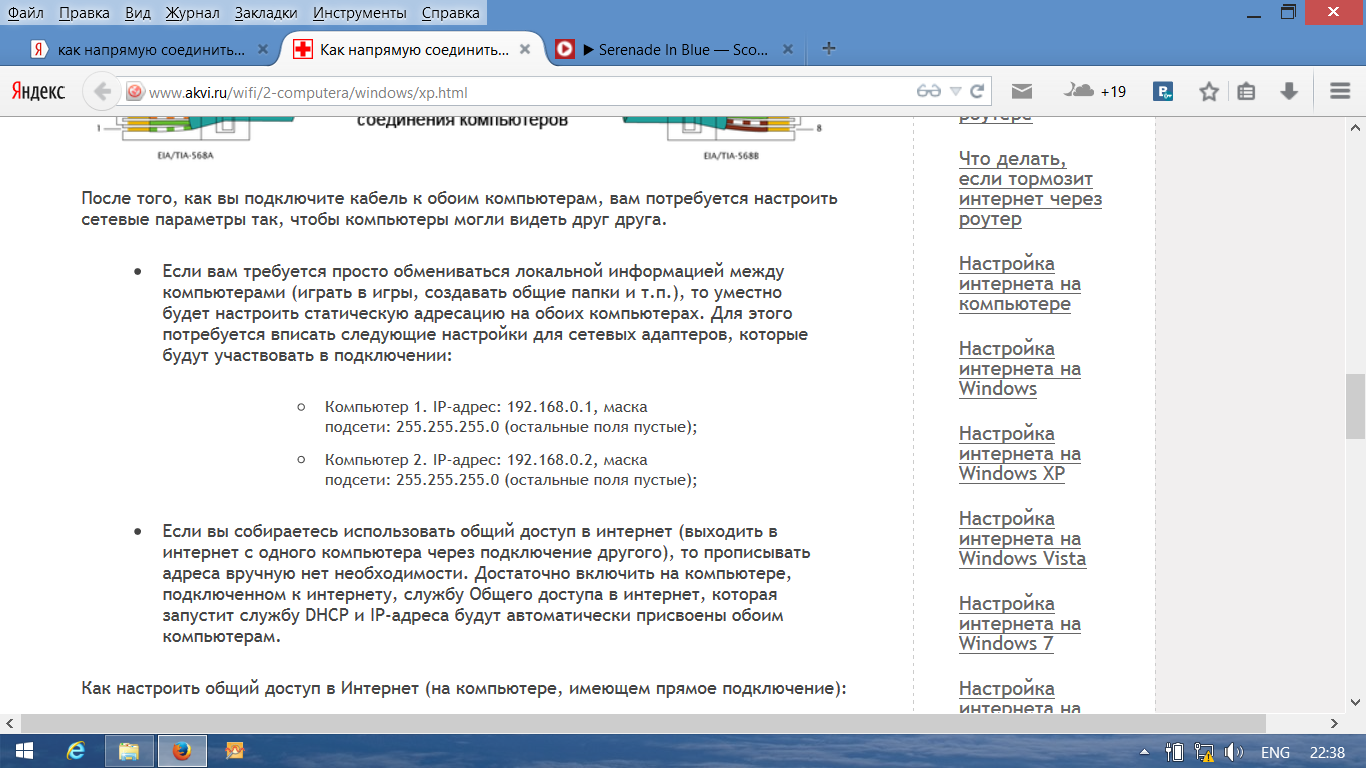 Файл Правка Вид Журнал Закладки Инструменты Справка
как напрямую соединить...
Как напрямую соединить...
▶ Serenade In Blue — Sco...
Яндекс
www.akvi.ru/wifi/2-computera/windows/xp.html
+19
соединения компьютеров
1
8
EIA/TIA-568A
EIA/TIA-568B
После того, как вы подключите кабель к обоим компьютерам, вам потребуется настроить
сетевые параметры так, чтобы компьютеры могли видеть друг друга.
Если вам требуется просто обмениваться локальной информацией между
компьютерами (играть в игры, создавать общие папки и т.п.), то уместно
будет настроить статическую адресацию на обоих компьютерах. Для этого
потребуется вписать следующие настройки для сетевых адаптеров, которые
будут участвовать в подключении:
Компьютер 1. IP-адрес: 192.168.0.1, маска
подсети: 255.255.255.0 (остальные поля пустые);
Компьютер 2. IP-адрес: 192.168.0.2, маска
подсети: 255.255.255.0 (остальные поля пустые);
Если вы собираетесь использовать общий доступ в интернет (выходить в
интернет с одного компьютера через подключение другого), то прописывать
адреса вручную нет необходимости. Достаточно включить на компьютере,
подключенном к интернету, службу Общего доступа в интернет, которая
запустит службу DHCP и IP-адреса будут автоматически присвоены обоим
компьютерам.
Как настроить общий доступ в Интернет (на компьютере, имеющем прямое подключение):
роутере
Что делать,
если тормозит
интернет через
роутер
Настройка
интернета на
компьютере
Настройка
интернета на
Windows
Настройка
интернета на
Windows XP
Настройка
интернета на
Windows Vista
Настройка
интернета на
Windows 7
Настройка
интернета на
ENG 22:38